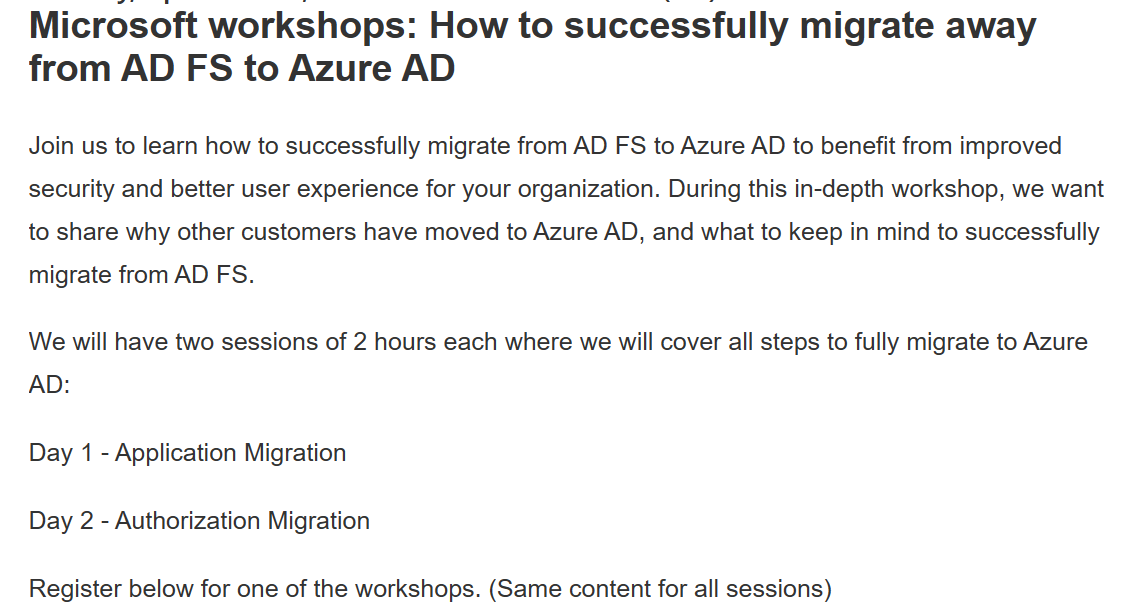 Microsoft workshops: How to successfully migrate away
from AD FS to Azure AD
Join us to learn how to successfully migrate from AD FS to Azure AD to benefit from improved
security and better user experience for your organization. During this in-depth workshop, we want
to share why other customers have moved to Azure AD, and what to keep in mind to successfully
migrate from AD FS.
We will have two sessions of 2 hours each where we will cover all steps to fully migrate to Azure
AD:
Day 1 - Application Migration
Day 2 - Authorization Migration
Register below for one of the workshops. (Same content for all sessions)